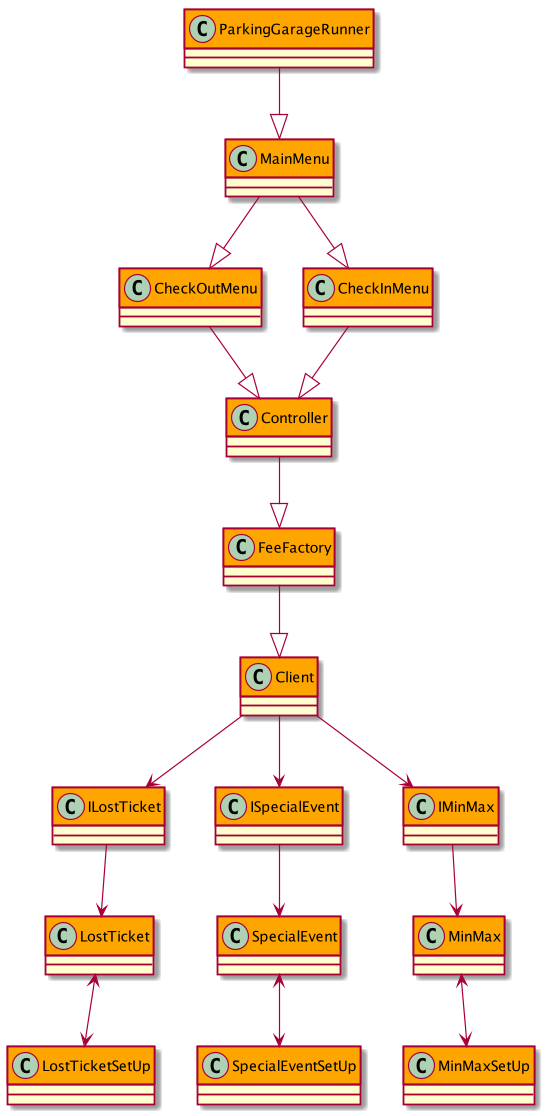 C ParkingGarageRunner
C MainMenu
C CheckOutMenu
C CheckInMenu
C Controller
C FeeFactory
C Client
C ILostTicket
C ISpecialEvent
C IMinMax
C LostTicket
C SpecialEvent
C MinMax
C LostTicketSetUp
C SpecialEventSetUp
C MinMaxSetUp